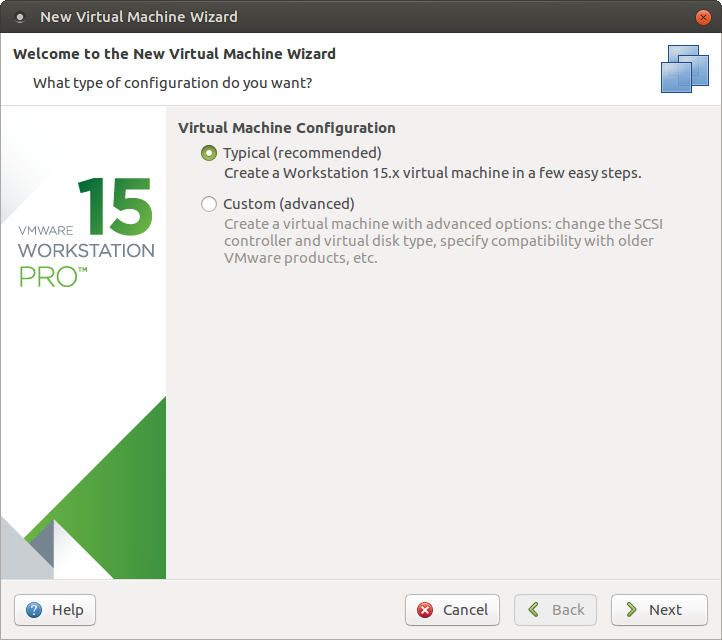 New Virtual Machine Wizard
Welcome to the New Virtual Machine Wizard
What type of configuration do you want?
VMWARE 15
WORKSTATION
PRO™
Virtual Machine Configuration
Typical (recommended)
Create a Workstation 15.x virtual machine in a few easy steps.
Custom (advanced)
Create a virtual machine with advanced options: change the SCSI
controller and virtual disk type, specify compatibility with older
VMware products, etc.
Help
Cancel
Back
Next